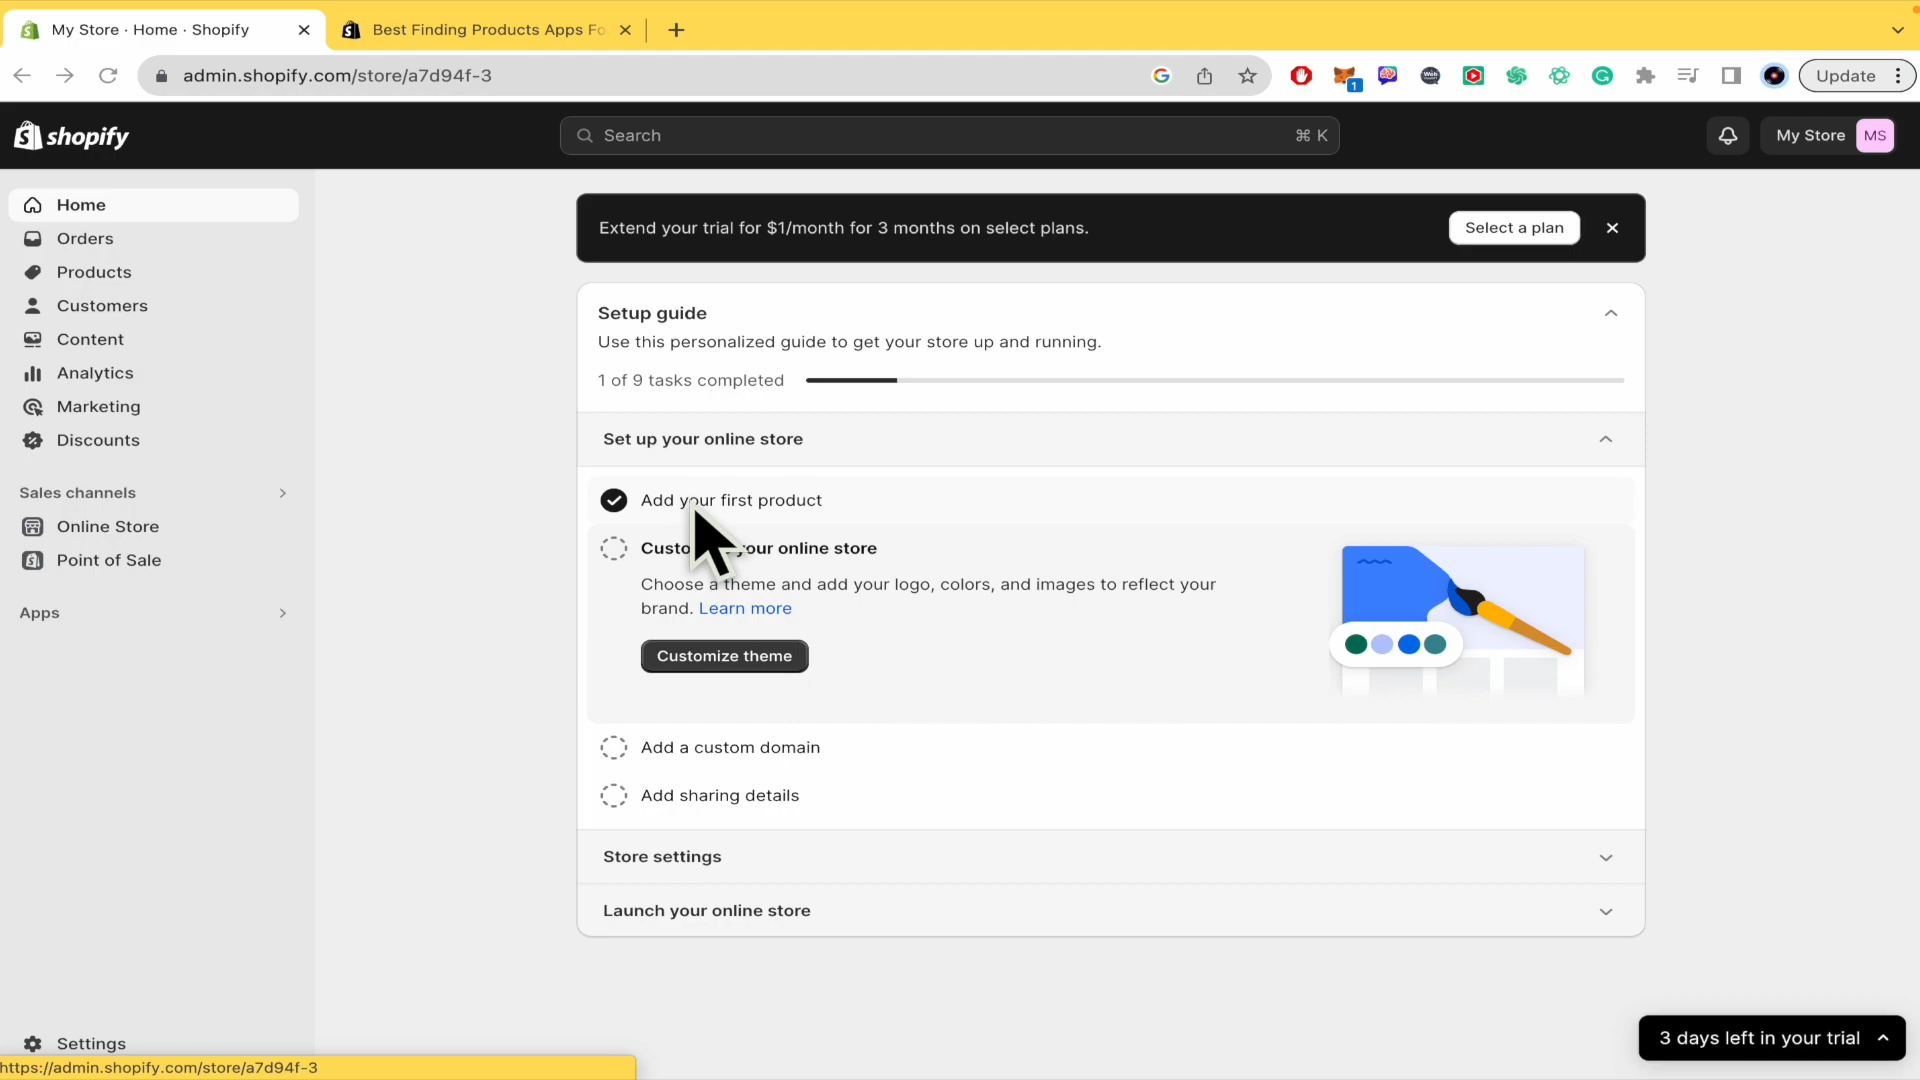 My Store · Home · Shopify
Best Finding Products Apps Fo
admin.shopify.com/store/a7d94f-3
1
Update
shopify
Search
⌘ K
My Store
MS
Home
Orders
Products
Customers
Content
Analytics
Marketing
Discounts
Sales channels
Online Store
Point of Sale
Apps
Settings
Extend your trial for $1/month for 3 months on select plans.
Select a plan
Setup guide
Use this personalized guide to get your store up and running.
1 of 9 tasks completed
Set up your online store
Add your first product
Customize your online store
Choose a theme and add your logo, colors, and images to reflect your
brand. Learn more
Customize theme
Add a custom domain
Add sharing details
Store settings
Launch your online store
3 days left in your trial
https://admin.shopify.com/store/a7d94f-3